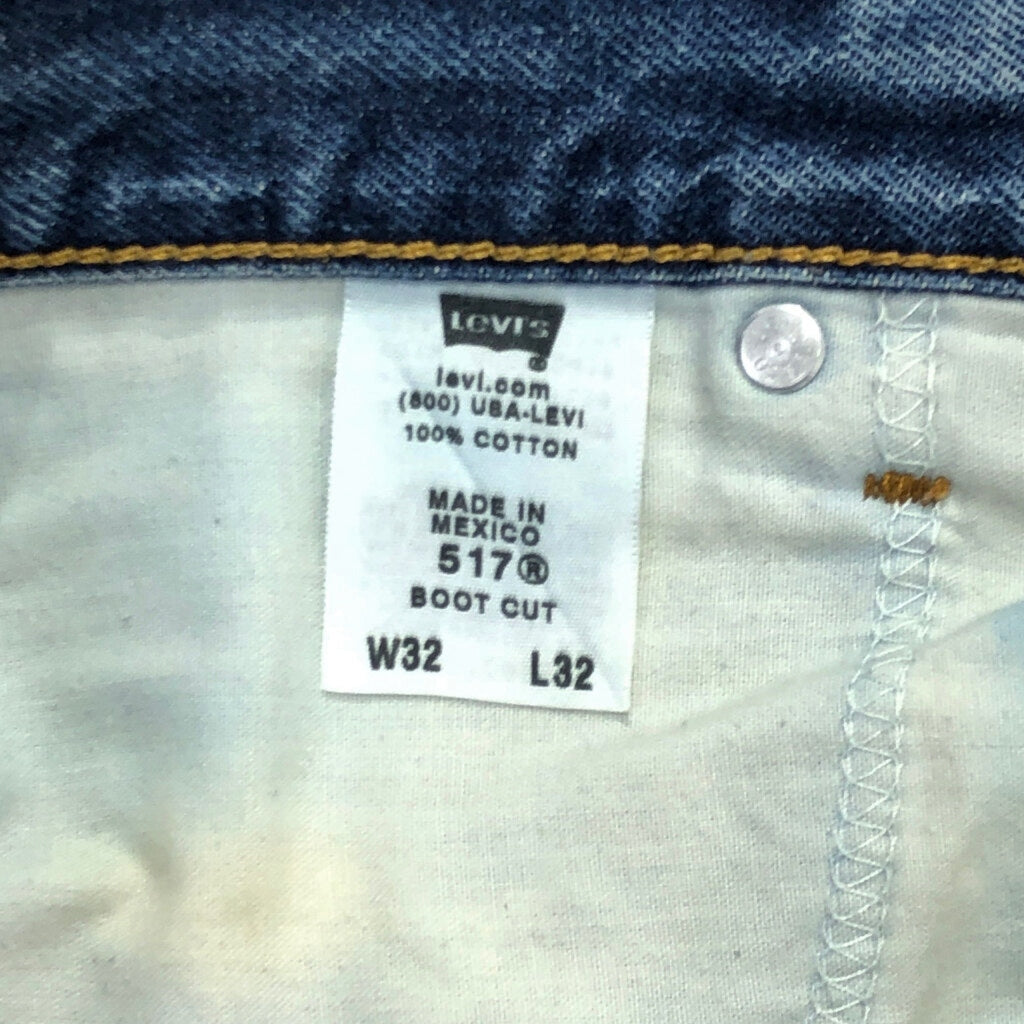 LEVI'S
®
levi.com
(800) USA-LEVI
100% COTTON
MADE IN
MEXICO
517®
BOOT CUT
W32 L32